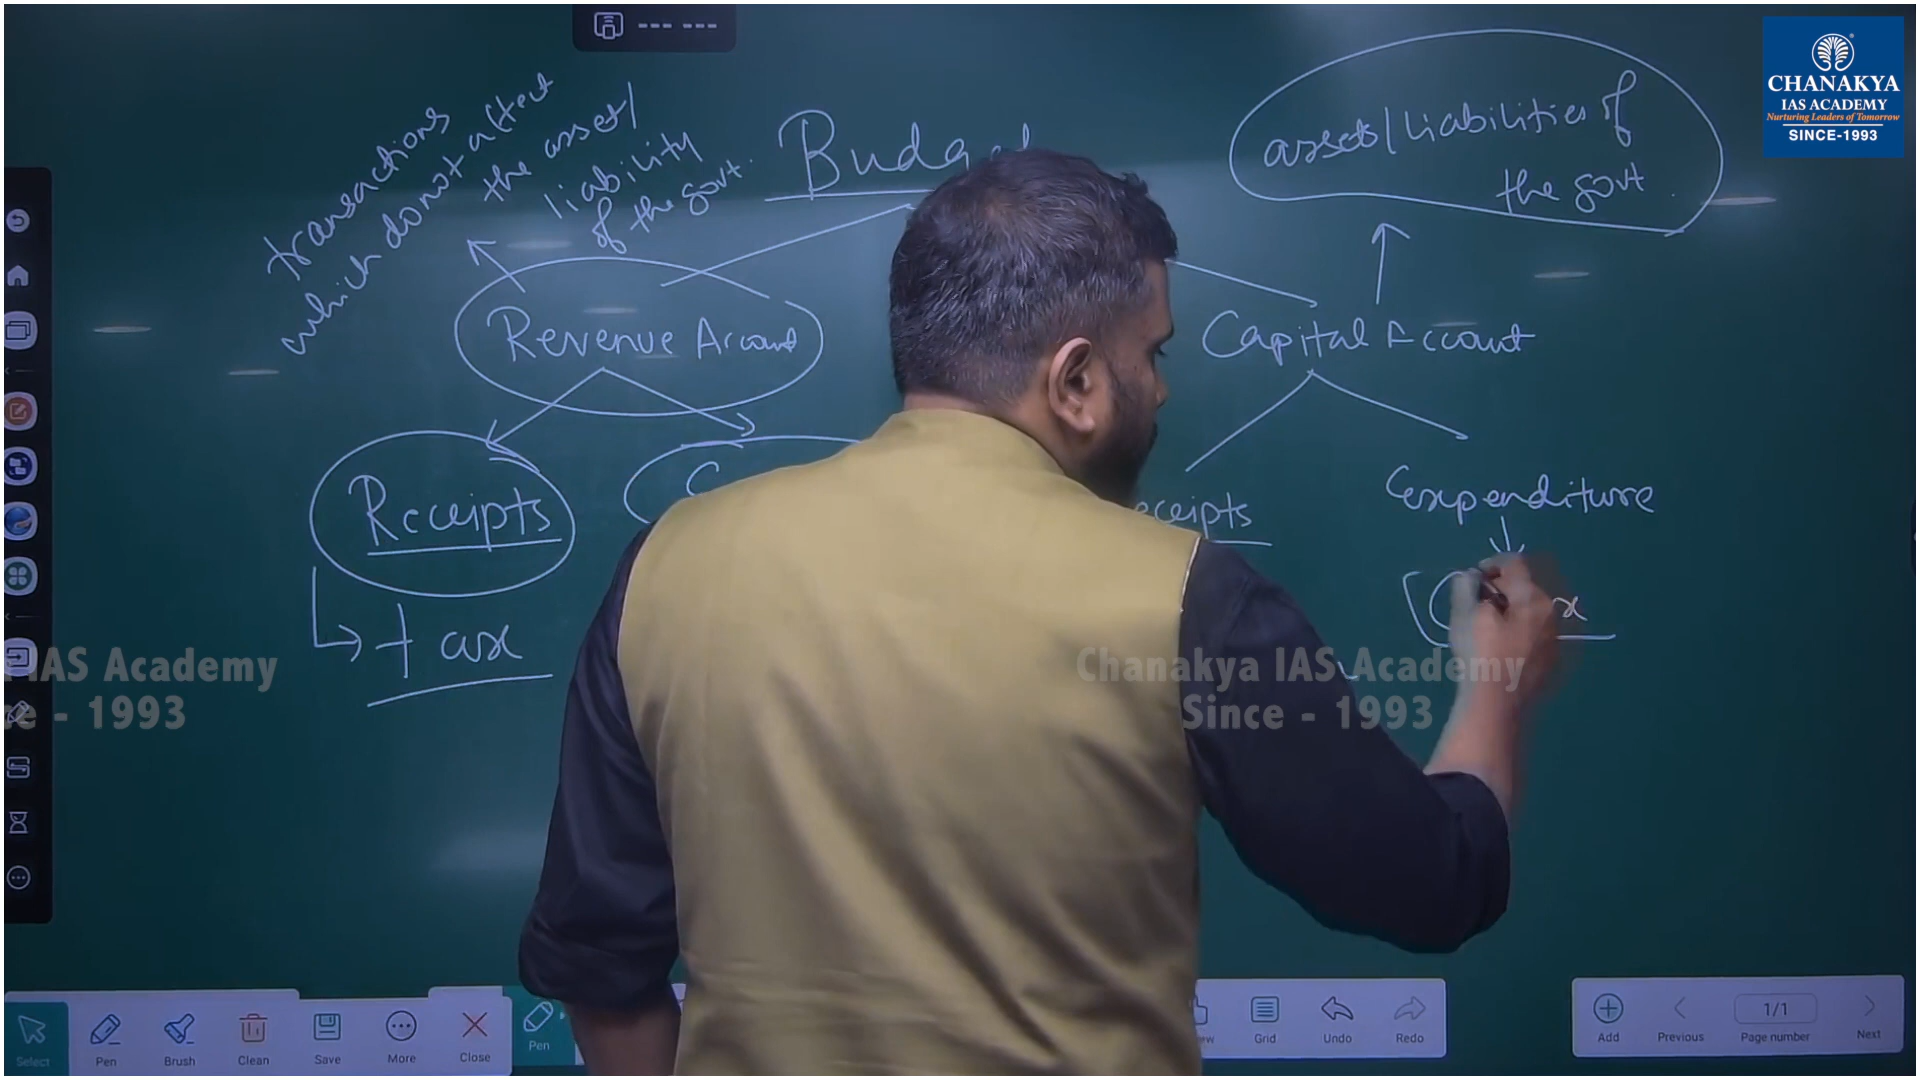 CHANAKYA
IAS ACADEMY
Nurturing Leaders of Tomorrow
SINCE-1993
transactions
which do not affect
the asset/
liability
of the govt.
Budget
assets/liabilities of
the govt.
Revenue Account
Capital Account
Receipts
eceipts
expenditure
tax
IAS Academy
e - 1993
Chanakya IAS Academy
Since - 1993
Select
Pen
Brush
Clean
Save
More
Close
Pen
Grid
Undo
Redo
Add
Previous
1/1
Page number
Next